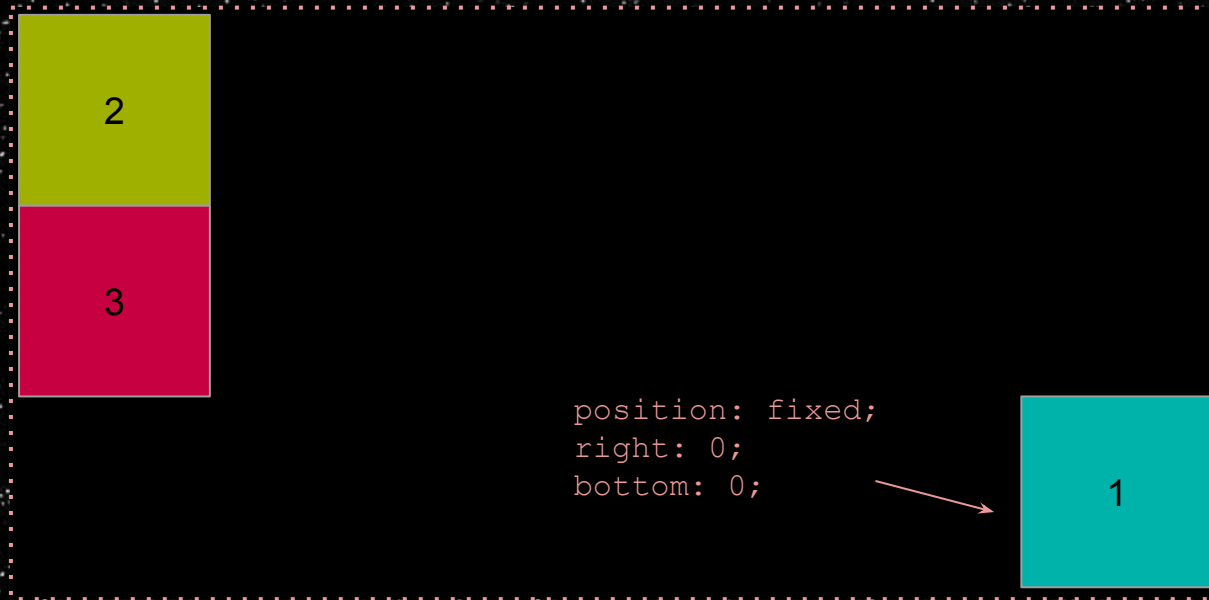 2
3
position: fixed;
right: 0;
bottom: 0;
1